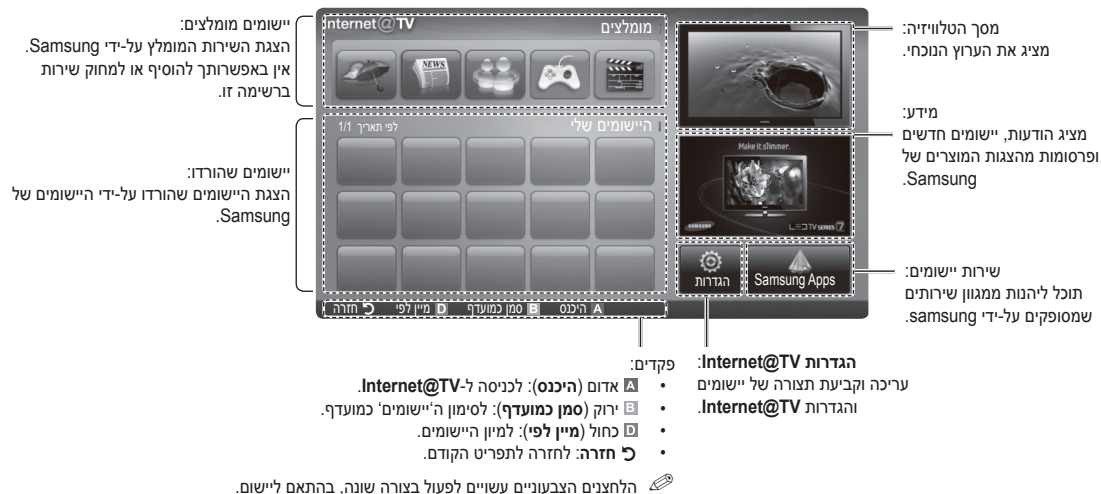 יישומים מומלצים:
הצגת השירות המומלץ על-ידי Samsung.
אין באפשרותך להוסיף או למחוק שירות
ברשימה זו.
יישומים שהורדו:
הצגת היישומים שהורדו על-ידי היישומים של
Samsung.
Internet@TV
מומלצים
NEWS
היישומים שלי
לפי תאריך 1/1
A היכנס B סמן כמועדף D מיין לפי חזרה
Make it slimmer.
SAMSUNG
LED TV SERIES 7
הגדרות
Samsung Apps
מסך הטלוויזיה:
מציג את הערוץ הנוכחי.
מידע:
מציג הודעות, יישומים חדשים
ופרסומות מהצגות המוצרים של
Samsung.
שירות יישומים:
תוכל ליהנות ממגוון שירותים
שמסופקים על-ידי samsung.
הגדרות Internet@TV:
עריכה וקביעת תצורה של יישומים
והגדרות Internet@TV.
פקדים:
• A אדום (היכנס): לכניסה ל-Internet@TV.
• B ירוק (סמן כמועדף): לסימון ה'יישומים' כמועדף.
• D כחול (מיין לפי): למיון היישומים.
• חזרה: לחזרה לתפריט הקודם.
הלחצנים הצבעוניים עשויים לפעול בצורה שונה, בהתאם ליישום.